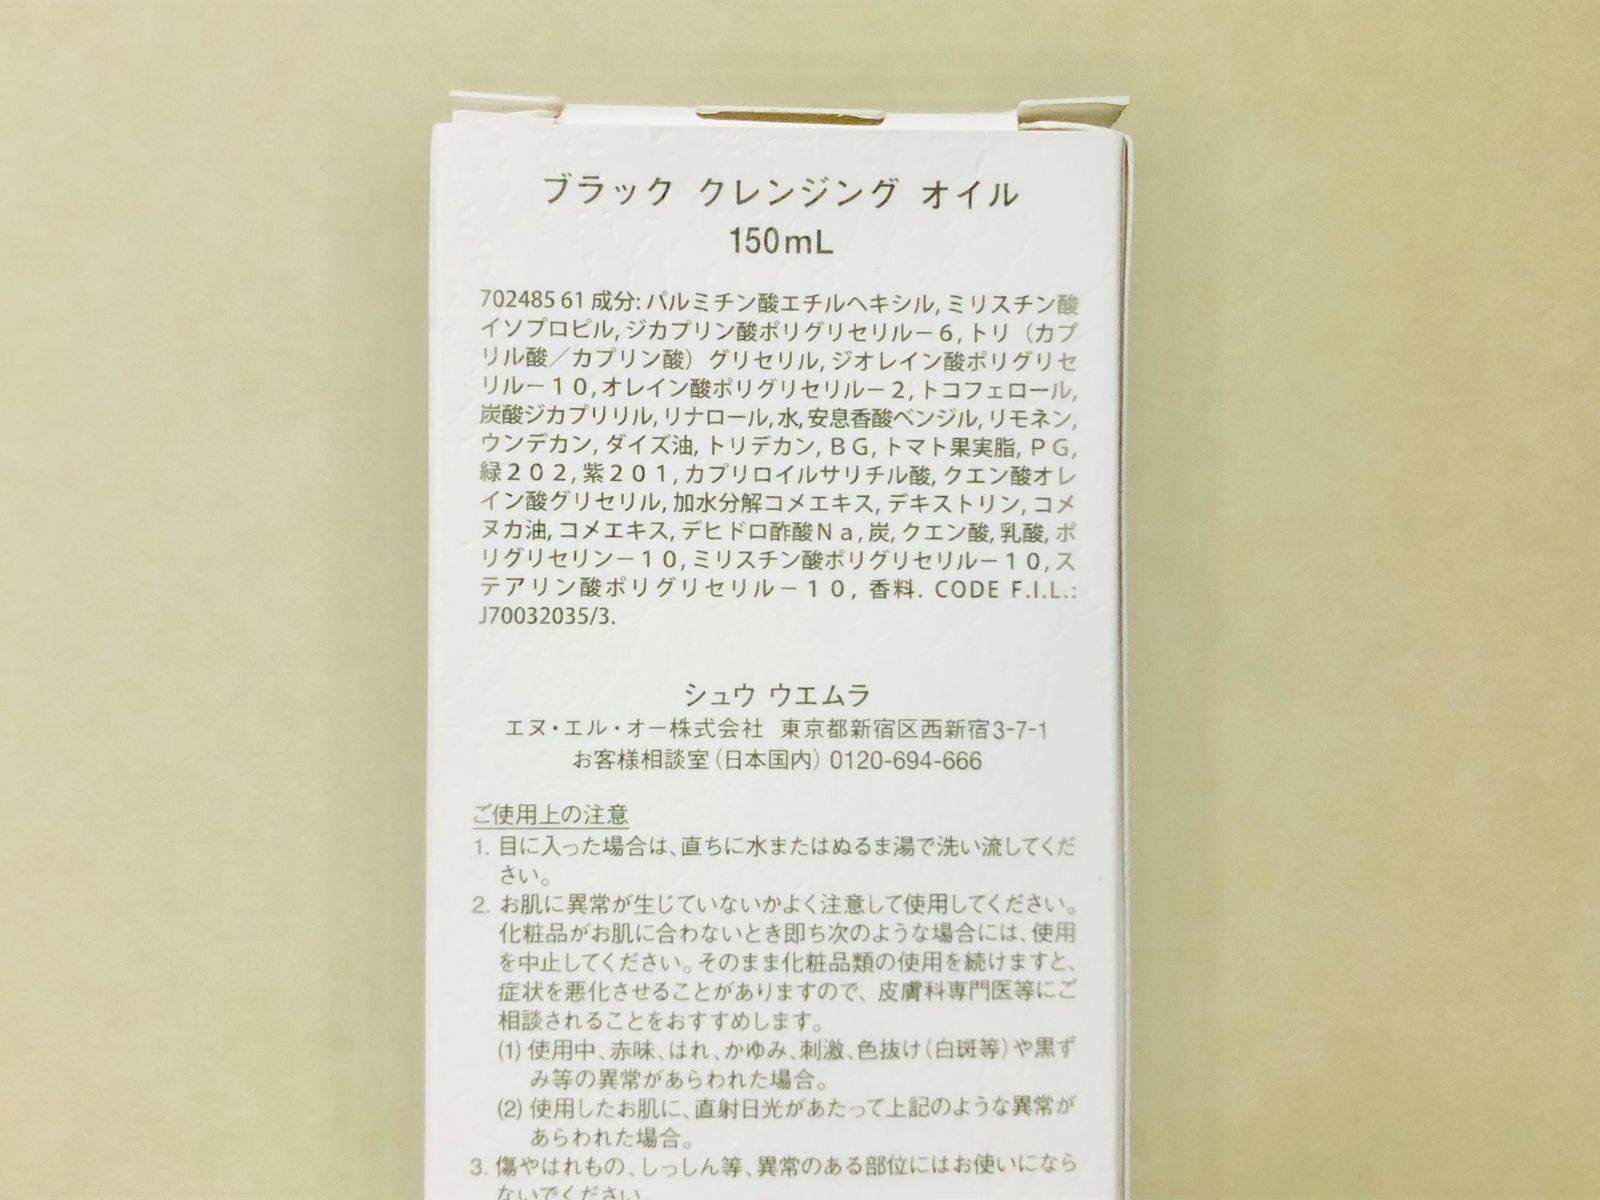 ブラック クレンジング オイル
150mL
702485 61 成分: パルミチン酸エチルヘキシル, ミリスチン酸
イソプロピル, ジカプリン酸ポリグリセリル－６, トリ（カプ
リル酸／カプリン酸）グリセリル, ジオレイン酸ポリグリセ
リル－１０, オレイン酸ポリグリセリル－２, トコフェロール,
炭酸ジカプリリル, リナロール, 水, 安息香酸ベンジル, リモネン,
ウンデカン, ダイズ油, トリデカン, ＢＧ, トマト果実脂, ＰＧ,
緑２０２, 紫２０１, カプリロイルサリチル酸, クエン酸オレ
イン酸グリセリル, 加水分解コメエキス, デキストリン, コメ
ヌカ油, コメエキス, デヒドロ酢酸Ｎａ, 炭, クエン酸, 乳酸, ポ
リグリセリン－１０, ミリスチン酸ポリグリセリル－１０, ス
テアリン酸ポリグリセリル－１０, 香料. CODE F.I.L.:
J70032035/3.
シュウ ウエムラ
エヌ・エル・オー株式会社 東京都新宿区西新宿3-7-1
お客様相談室（日本国内）0120-694-666
ご使用上の注意
1. 目に入った場合は、直ちに水またはぬるま湯で洗い流してくだ
さい。
2. お肌に異常が生じていないかよく注意して使用してください。
化粧品がお肌に合わないとき即ち次のような場合には、使用
を中止してください。そのまま化粧品類の使用を続けますと、
症状を悪化させることがありますので、皮膚科専門医等にご
相談されることをおすすめします。
(1) 使用中、赤味、はれ、かゆみ、刺激、色抜け（白斑等）や黒ず
み等の異常があらわれた場合。
(2) 使用したお肌に、直射日光があたって上記のような異常が
あらわれた場合。
3. 傷やはれもの、しっしん等、異常のある部位にはお使いになら
ないでください。